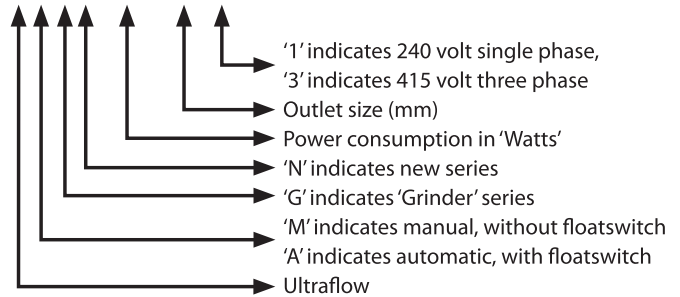 ‘1’ indicates 240 volt single phase,
‘3’ indicates 415 volt three phase
Outlet size (mm)
Power consumption in ‘Watts’
‘N’ indicates new series
‘G’ indicates ‘Grinder’ series
‘M’ indicates manual, without floatswitch
‘A’ indicates automatic, with floatswitch
Ultraflow